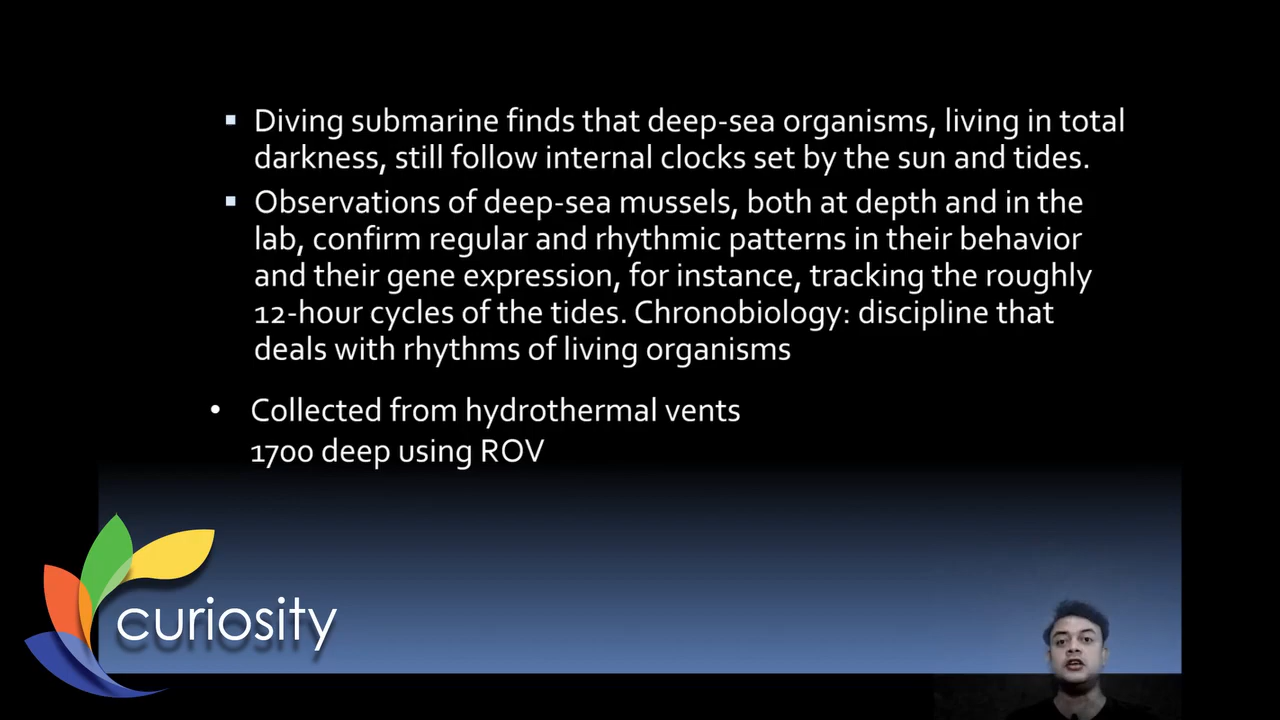 ▪ Diving submarine finds that deep-sea organisms, living in total
darkness, still follow internal clocks set by the sun and tides.
▪ Observations of deep-sea mussels, both at depth and in the
lab, confirm regular and rhythmic patterns in their behavior
and their gene expression, for instance, tracking the roughly
12-hour cycles of the tides. Chronobiology: discipline that
deals with rhythms of living organisms
• Collected from hydrothermal vents
1700 deep using ROV
curiosity